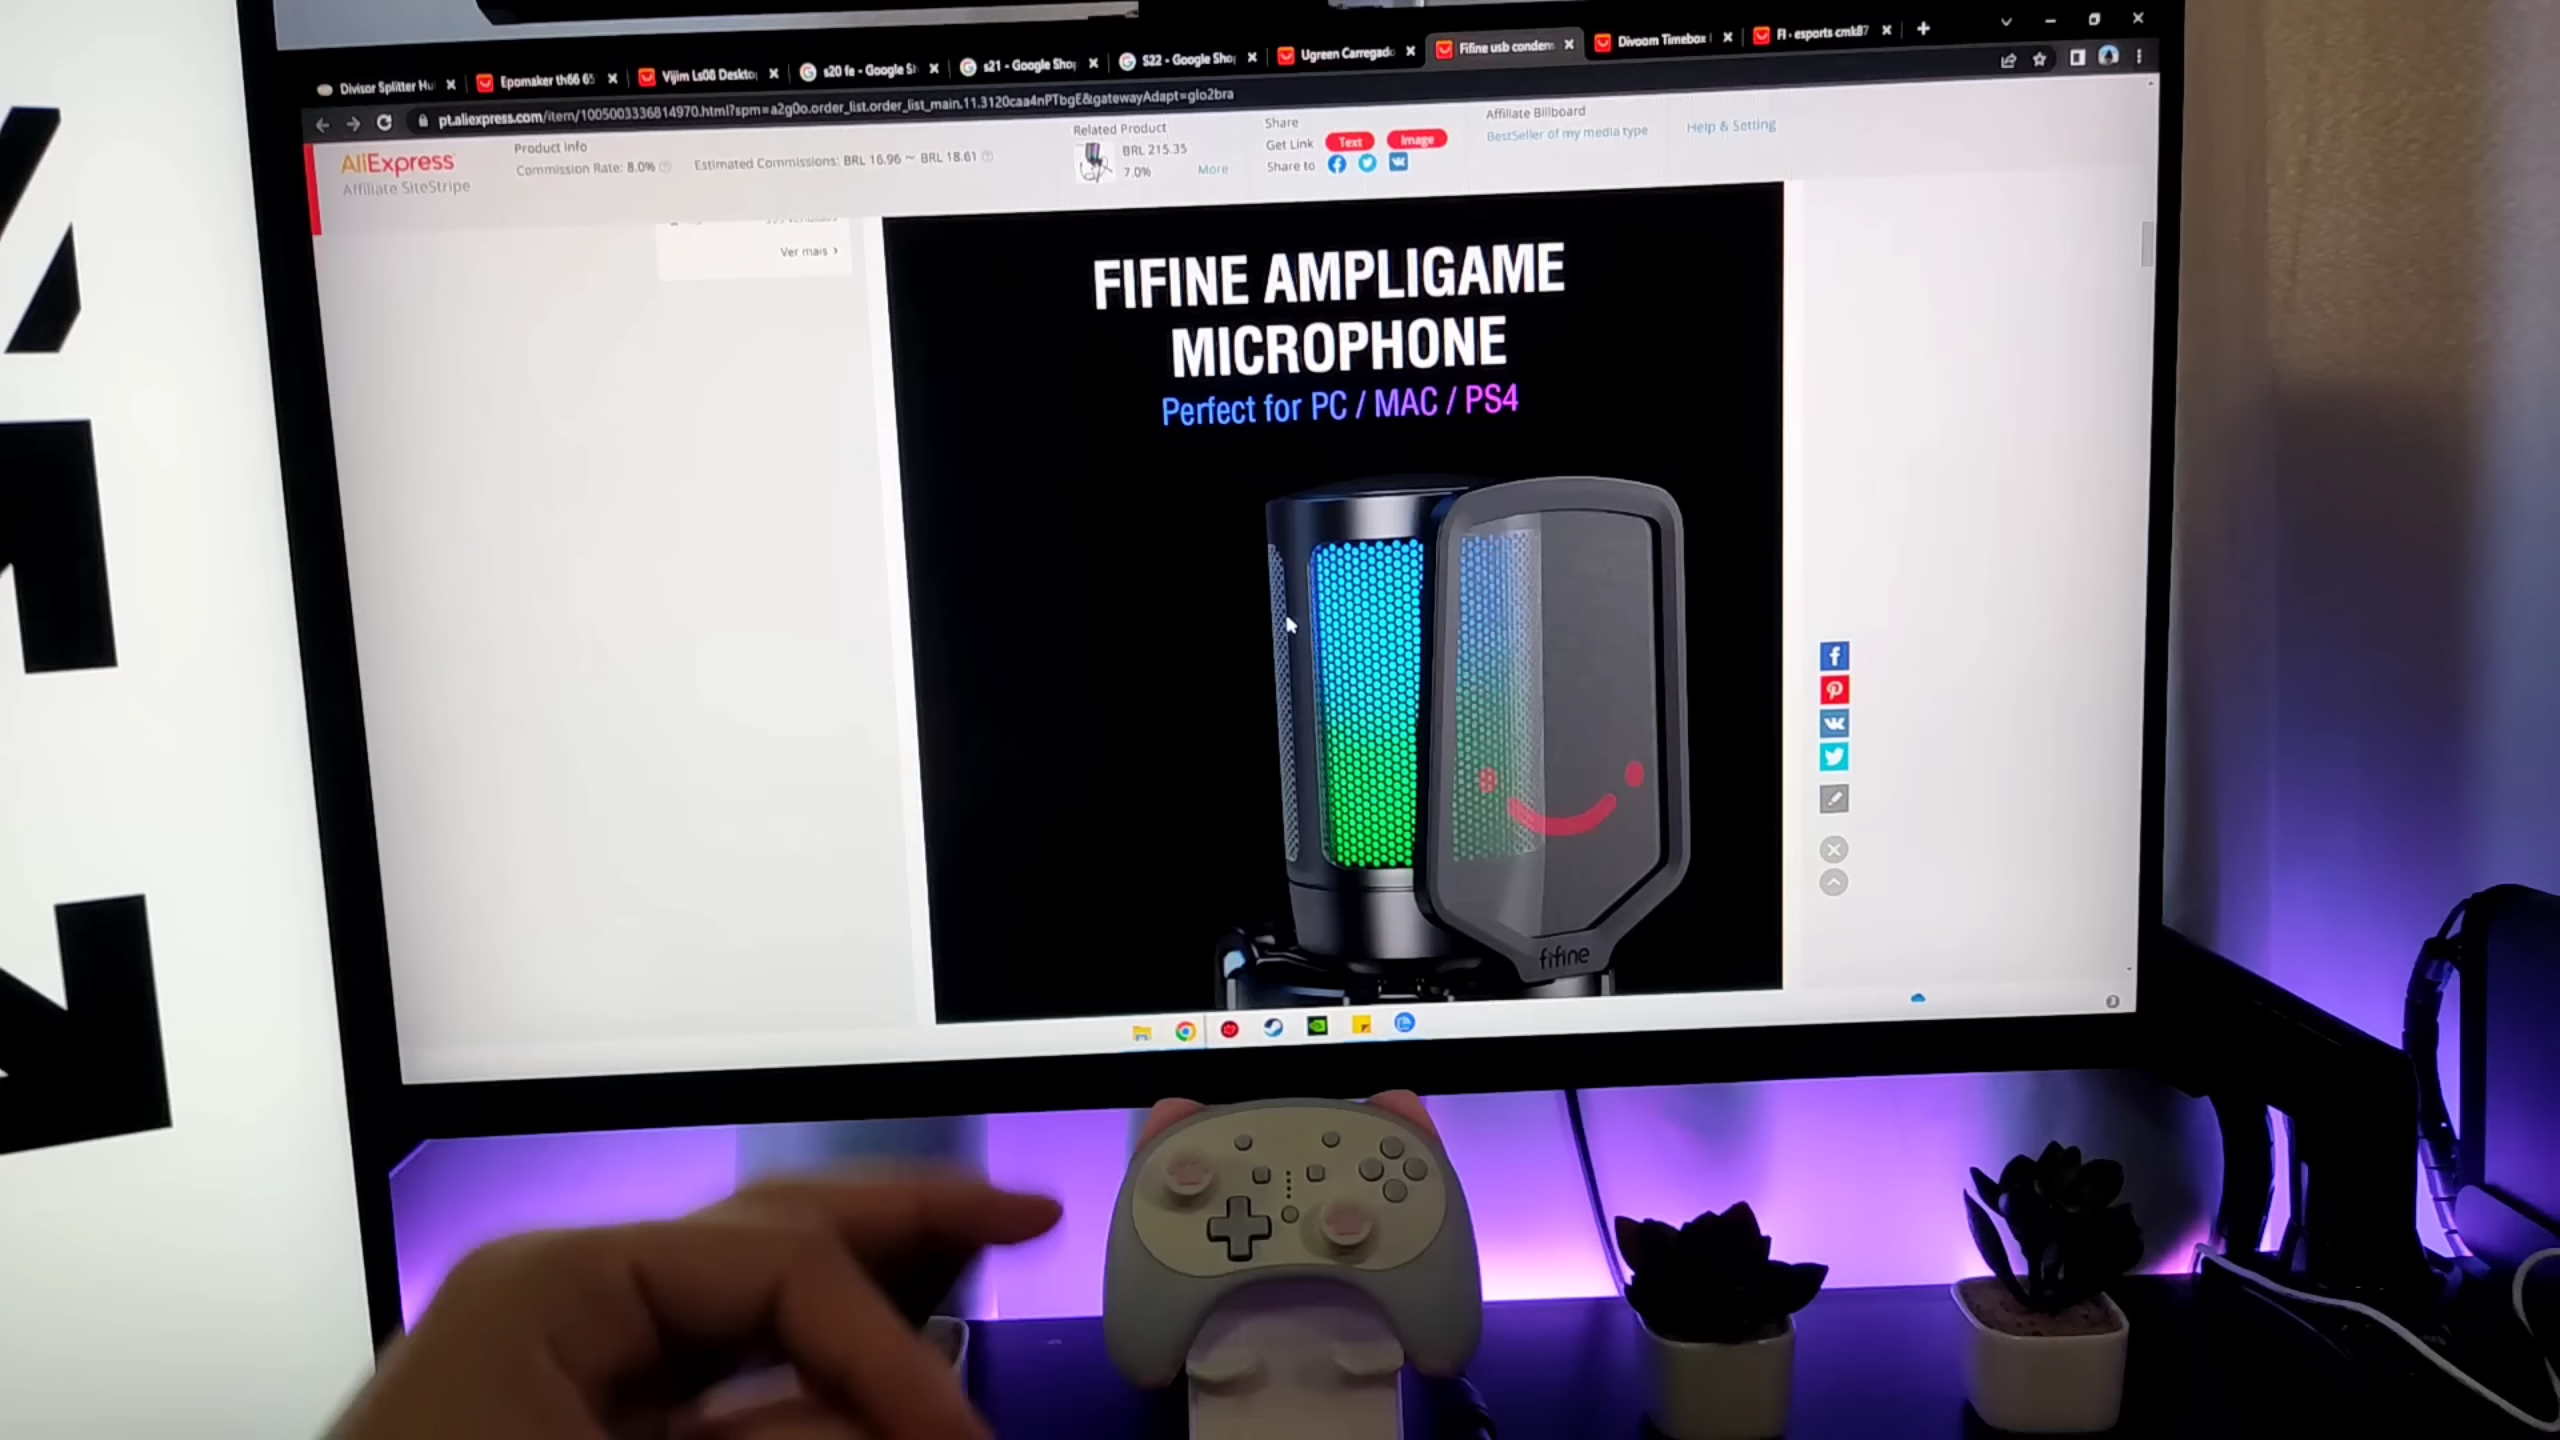 Divisor Splitter Hu
Epomaker th66 65
Vijim Ls08 Desktop
s20 fe - Google Sh
s21 - Google Shop
S22 - Google Shop
Ugreen Carregado
Fifine usb condens
Divoom Timebox
Fl - esports cmk87
pt.aliexpress.com/item/1005003336814970.html?spm=a2g0o.order_list.order_list_main.11.3120caa4nPTbgE&gatewayAdapt=glo2bra
AliExpress
Affiliate SiteStripe
Product info
Commission Rate: 8.0%
Estimated Commissions: BRL 16.96 ~ BRL 18.61
Related Product
BRL 215.35
7.0%
More
Share
Get Link
Text
Image
Share to
Affiliate Billboard
BestSeller of my media type
Help & Setting
Ver mais >
FIFINE AMPLIGAME
MICROPHONE
Perfect for PC / MAC / PS4
fifine